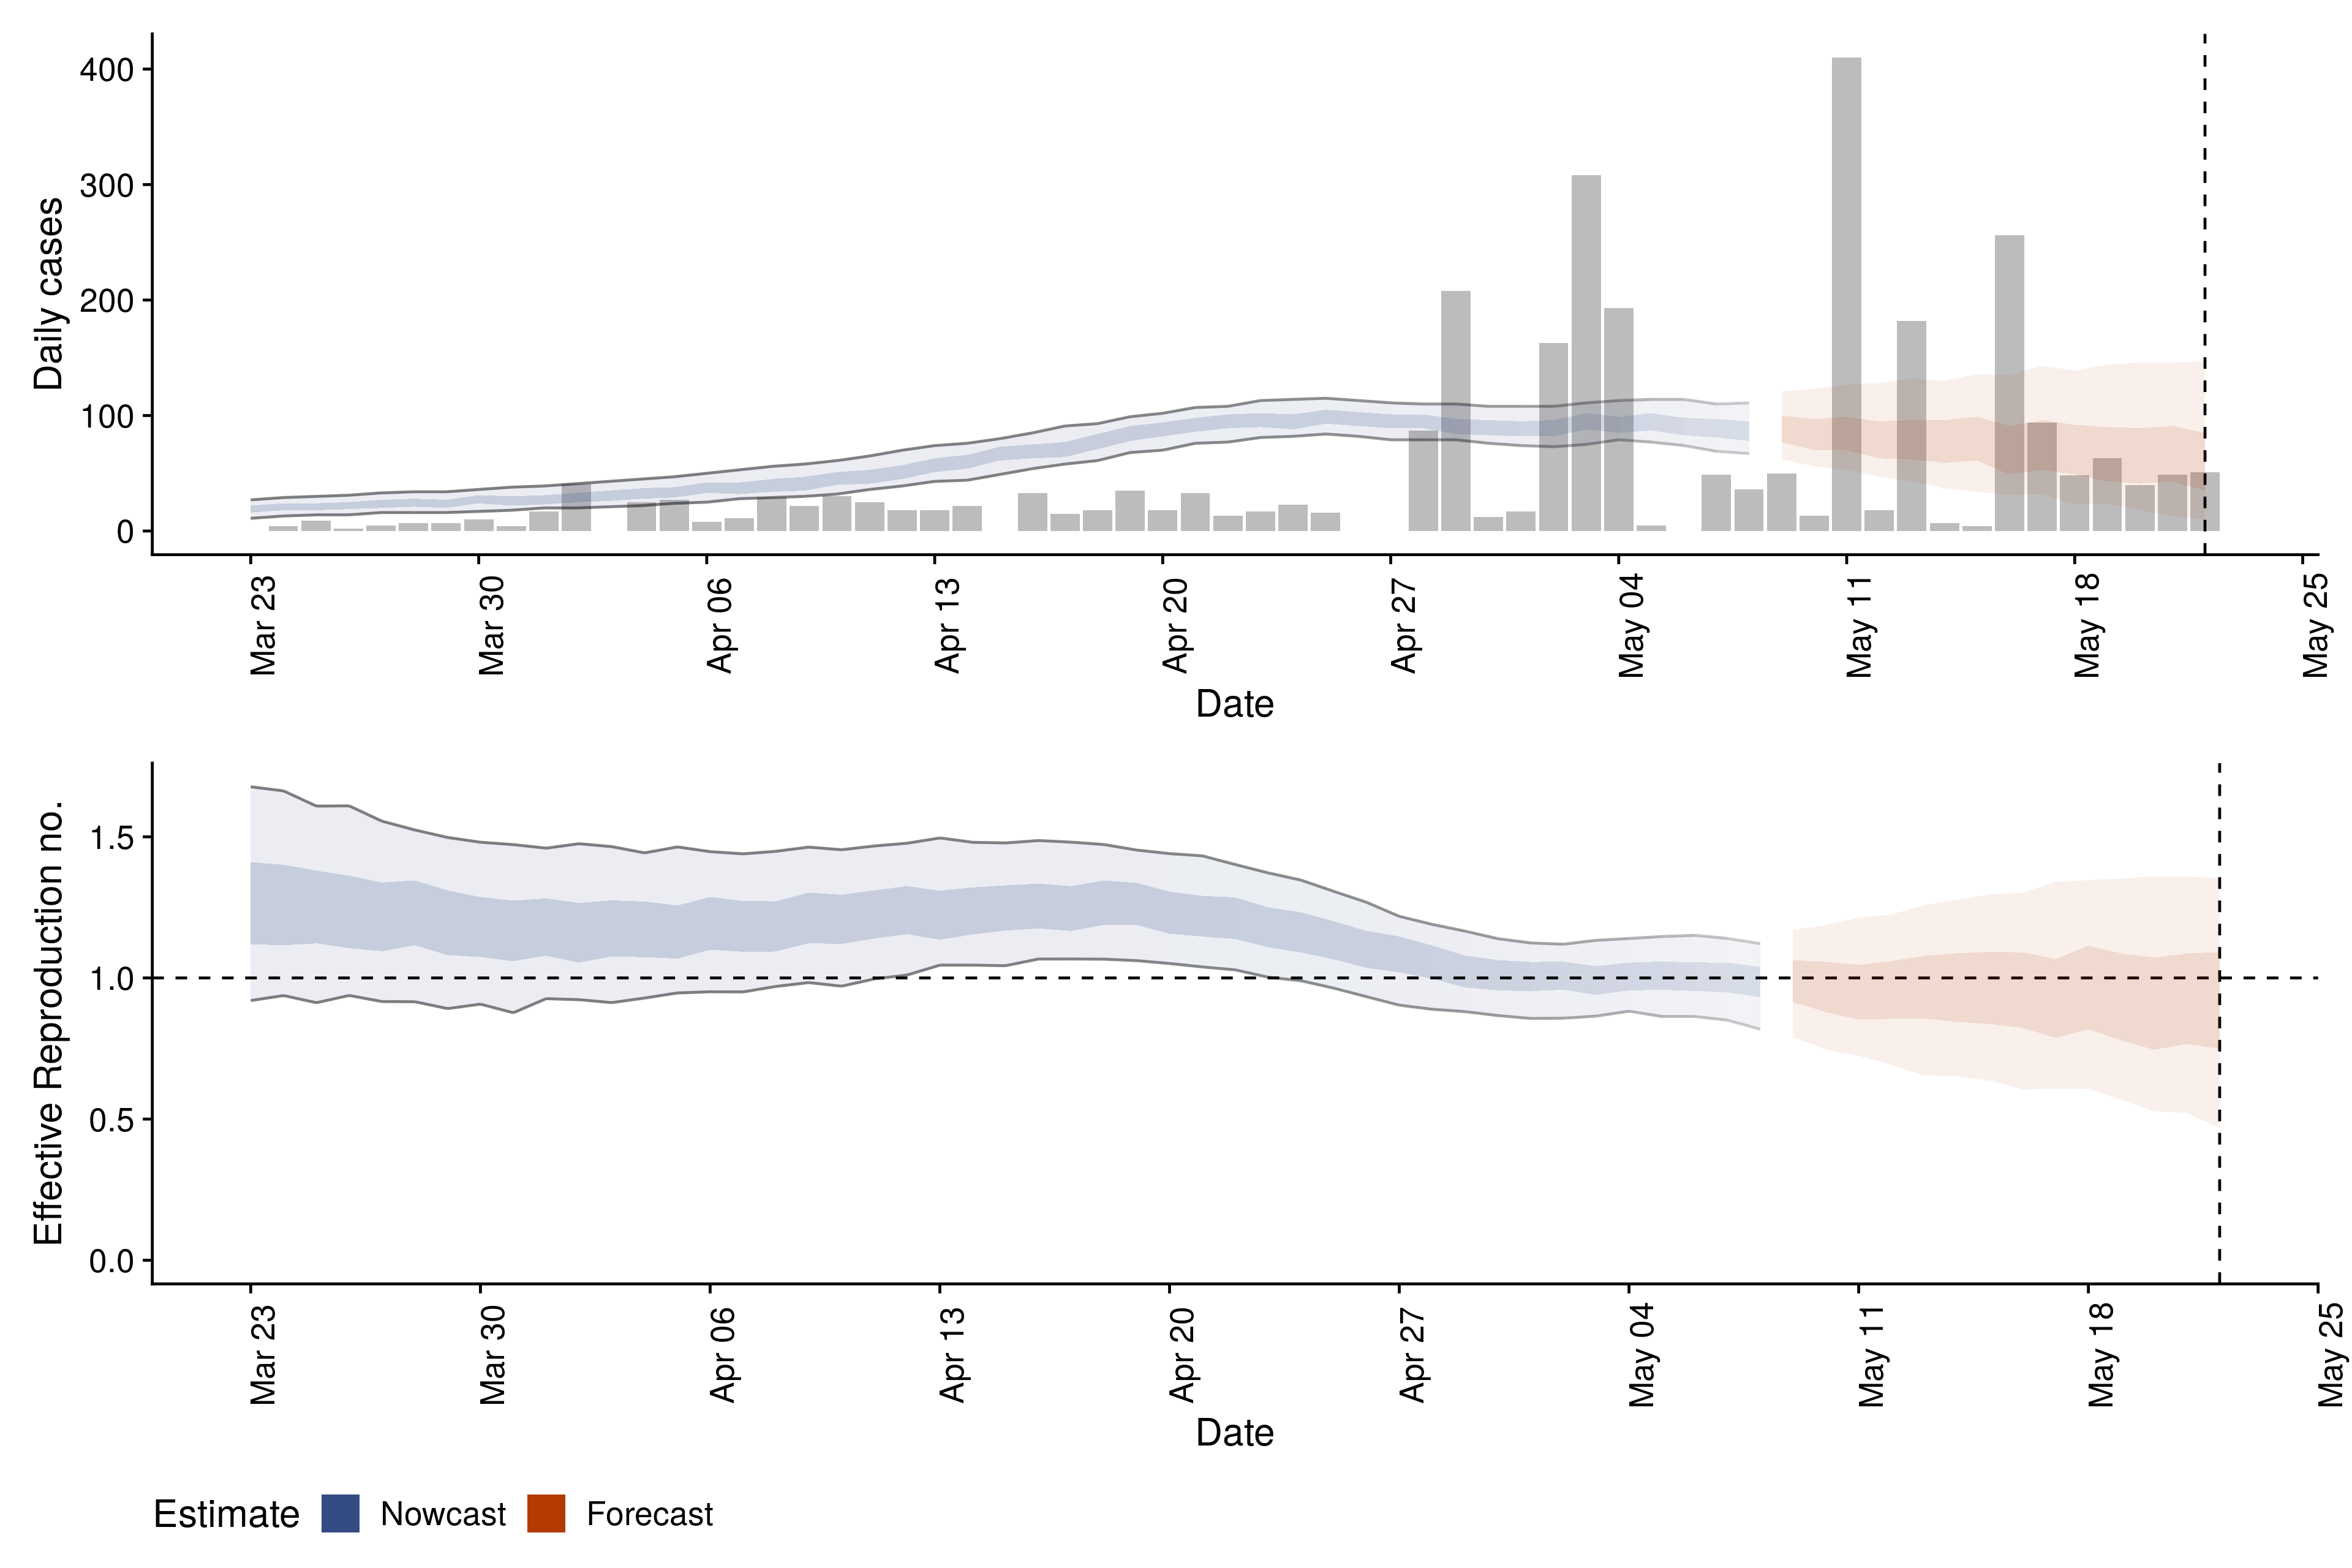 Daily cases
400
300
200
100
0
Mar 23 Mar 30 Apr 06 Apr 13 Apr 20 Apr 27 May 04 May 11 May 18 May 25
Date
Effective Reproduction no.
1.5
1.0
0.5
0.0
Mar 23 Mar 30 Apr 06 Apr 13 Apr 20 Apr 27 May 04 May 11 May 18 May 25
Date
Estimate Nowcast Forecast